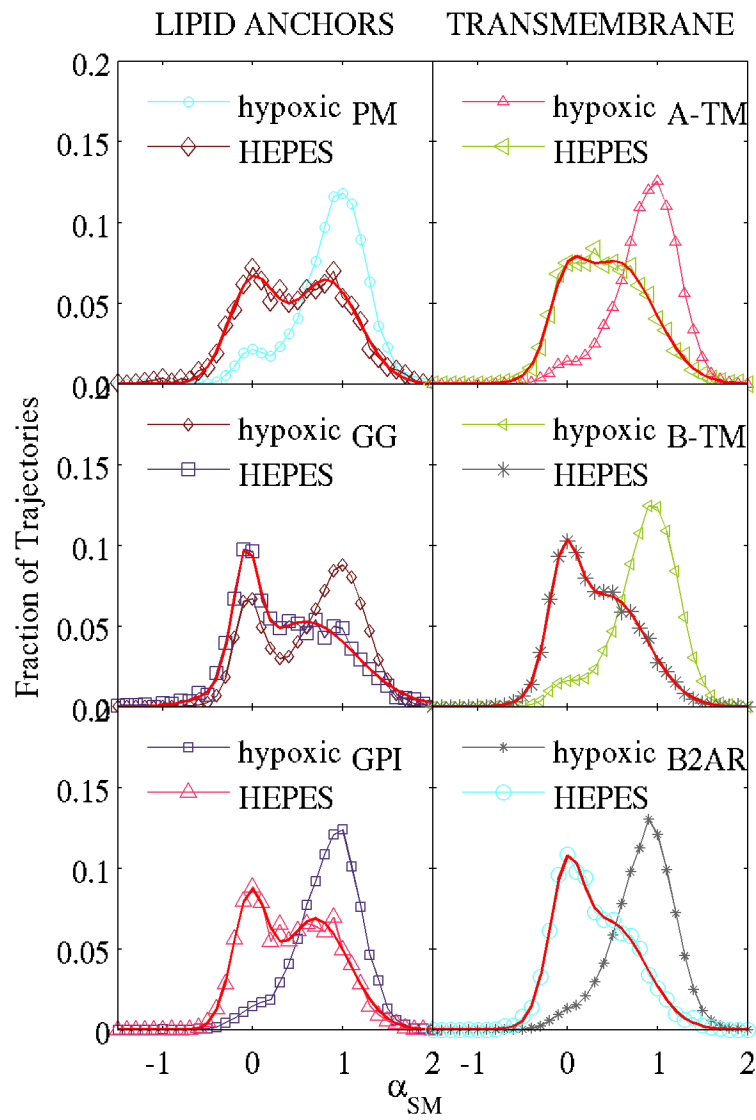 LIPID ANCHORS TRANSMEMBRANE
0.2
hypoxic PM hypoxic A-TM
HEPES HEPES
0.15
0.1
0.05
0
0.2
hypoxic GG hypoxic B-TM
HEPES HEPES
0.15
0.1
0.05
0
0.2
hypoxic GPI hypoxic B2AR
HEPES HEPES
0.15
0.1
0.05
0
-1 0 1 2 -1 0 1 2
αSM
Fraction of Trajectories